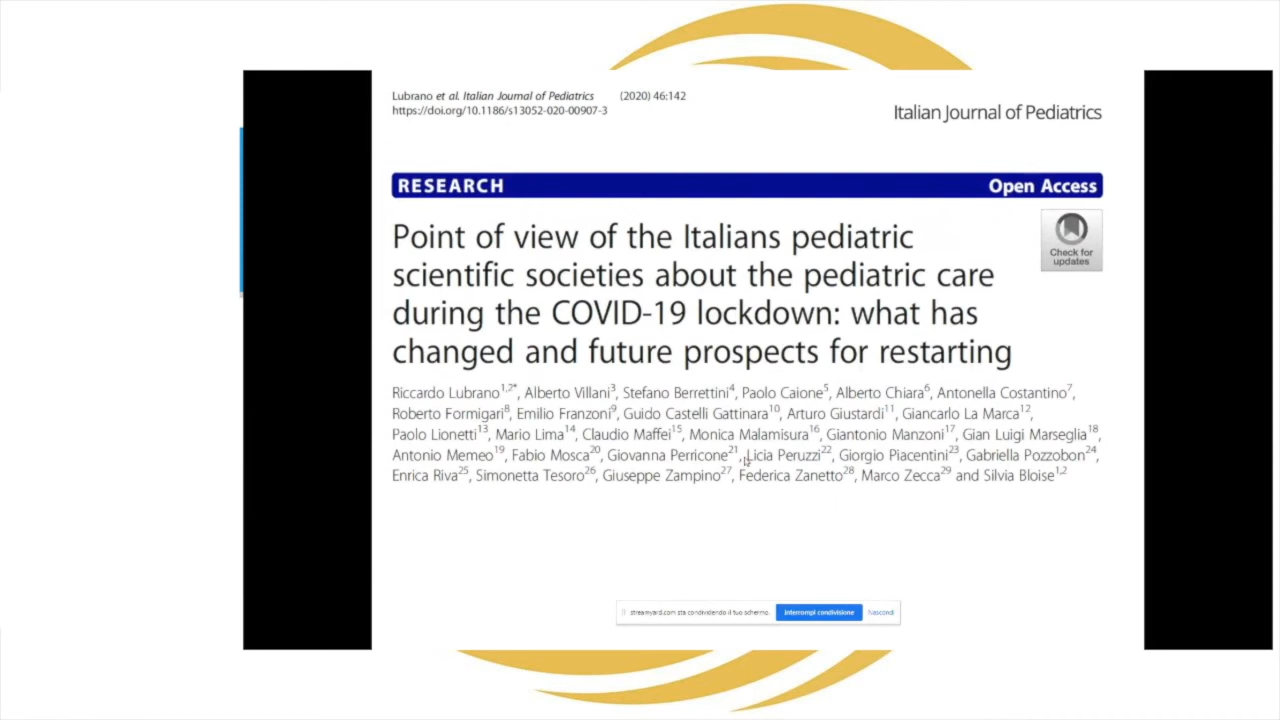 Lubrano et al. Italian Journal of Pediatrics (2020) 46:142
https://doi.org/10.1186/s13052-020-00907-3
Italian Journal of Pediatrics
RESEARCH Open Access
Check for
updates
Point of view of the Italians pediatric
scientific societies about the pediatric care
during the COVID-19 lockdown: what has
changed and future prospects for restarting
Riccardo Lubrano1,2*, Alberto Villani3, Stefano Berrettini4, Paolo Caione5, Alberto Chiara6, Antonella Costantino7,
Roberto Formigari8, Emilio Franzoni9, Guido Castelli Gattinara10, Arturo Giustardi11, Giancarlo La Marca12,
Paolo Lionetti13, Mario Lima14, Claudio Maffei15, Monica Malamisura16, Giantonio Manzoni17, Gian Luigi Marseglia18,
Antonio Memeo19, Fabio Mosca20, Giovanna Perricone21, Licia Peruzzi22, Giorgio Piacentini23, Gabriella Pozzobon24,
Enrica Riva25, Simonetta Tesoro26, Giuseppe Zampino27, Federica Zanetto28, Marco Zecca29 and Silvia Bloise1,2
streamyard.com sta condividendo il tuo schermo. Interrompi condivisione Nascondi